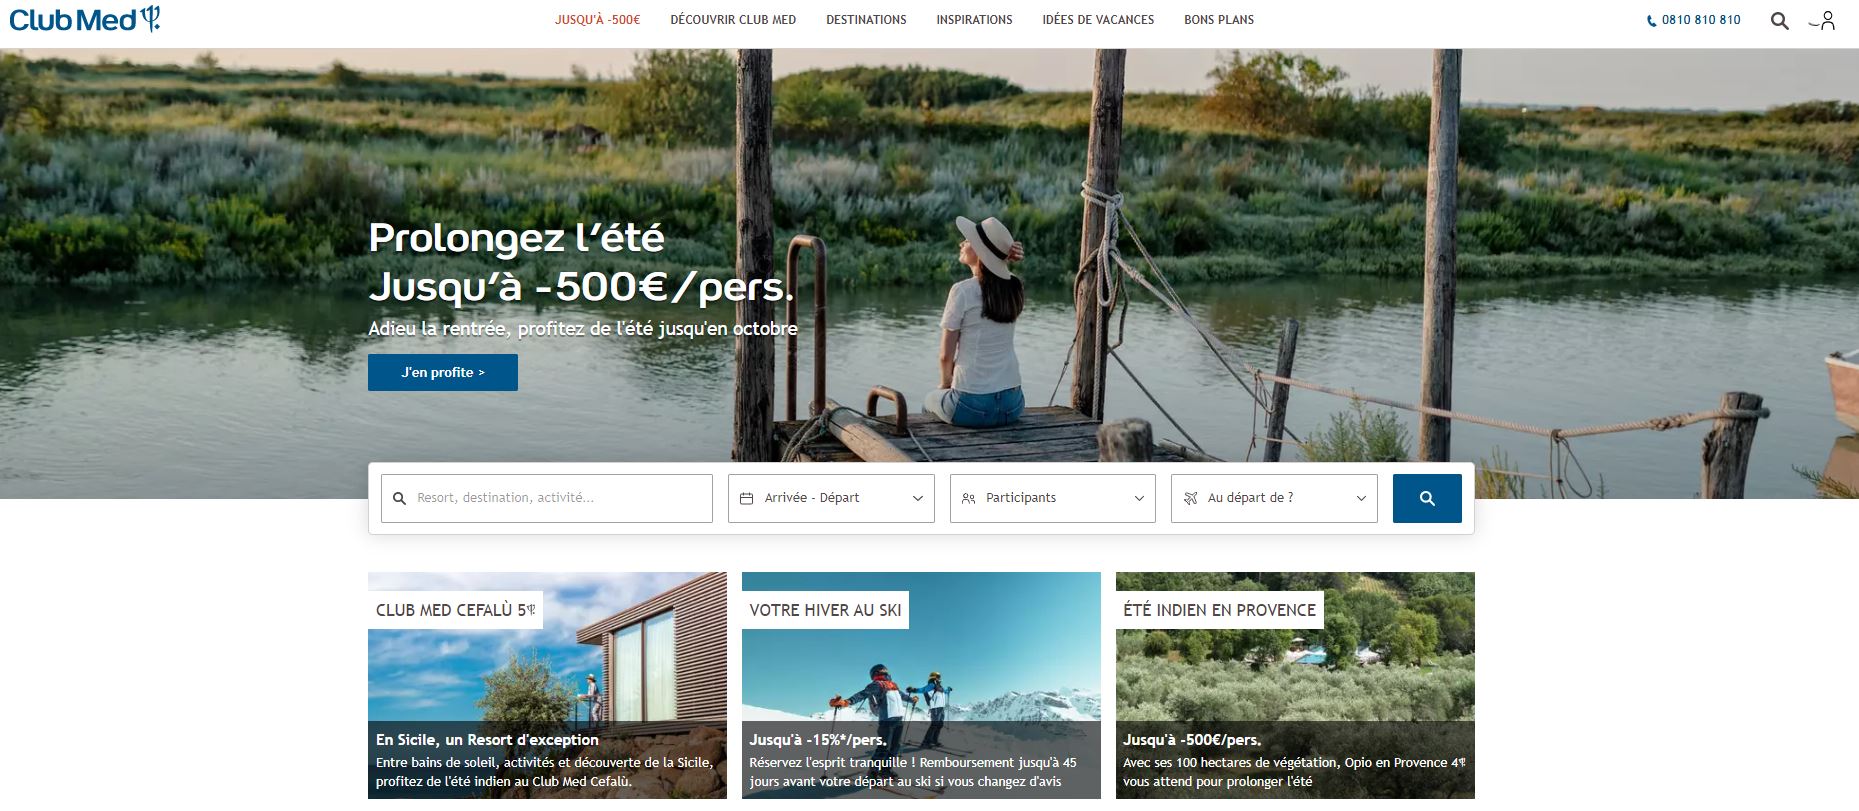 Club Med
JUSQU'À -500€
DÉCOUVRIR CLUB MED
DESTINATIONS
INSPIRATIONS
IDÉES DE VACANCES
BONS PLANS
0810 810 810
Prolongez l'été
Jusqu'à -500€/pers.
Adieu la rentrée, profitez de l'été jusqu'en octobre
J'en profite >
Resort, destination, activité...
Arrivée - Départ
Participants
Au départ de ?
CLUB MED CEFALÙ 5
En Sicile, un Resort d'exception
Entre bains de soleil, activités et découverte de la Sicile,
profitez de l'été indien au Club Med Cefalù.
VOTRE HIVER AU SKI
Jusqu'à -15%*/pers.
Réservez l'esprit tranquille ! Remboursement jusqu'à 45
jours avant votre départ au ski si vous changez d'avis
ÉTÉ INDIEN EN PROVENCE
Jusqu'à -500€/pers.
Avec ses 100 hectares de végétation, Opio en Provence 4
vous attend pour prolonger l'été